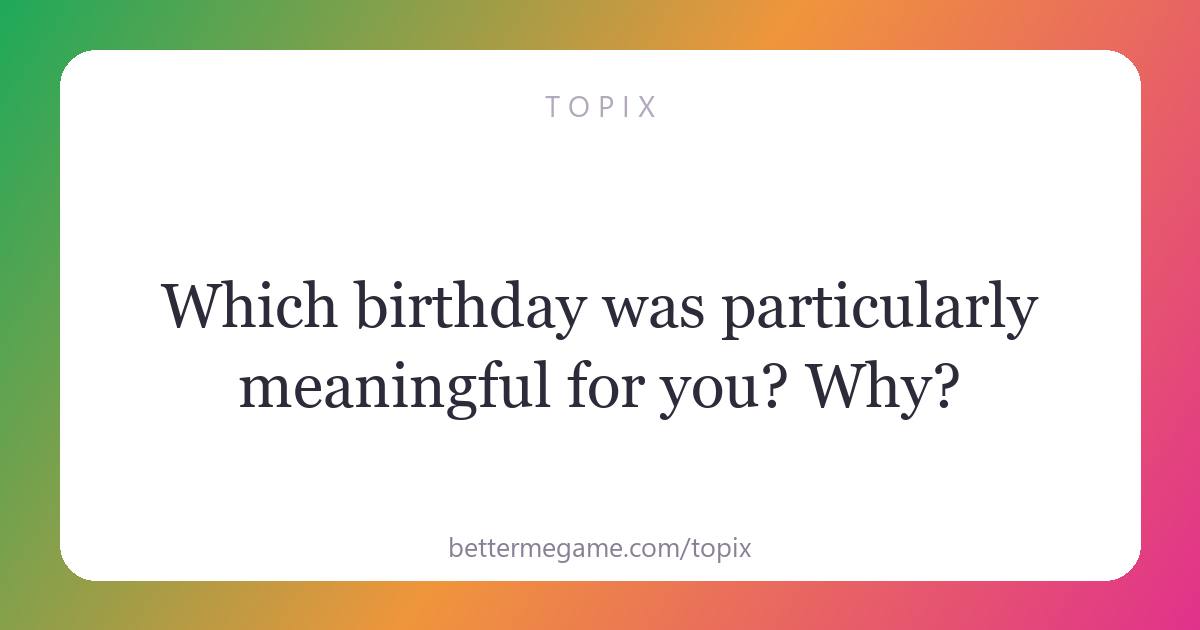 TOPIX
Which birthday was particularly
meaningful for you? Why?
bettermegame.com/topix